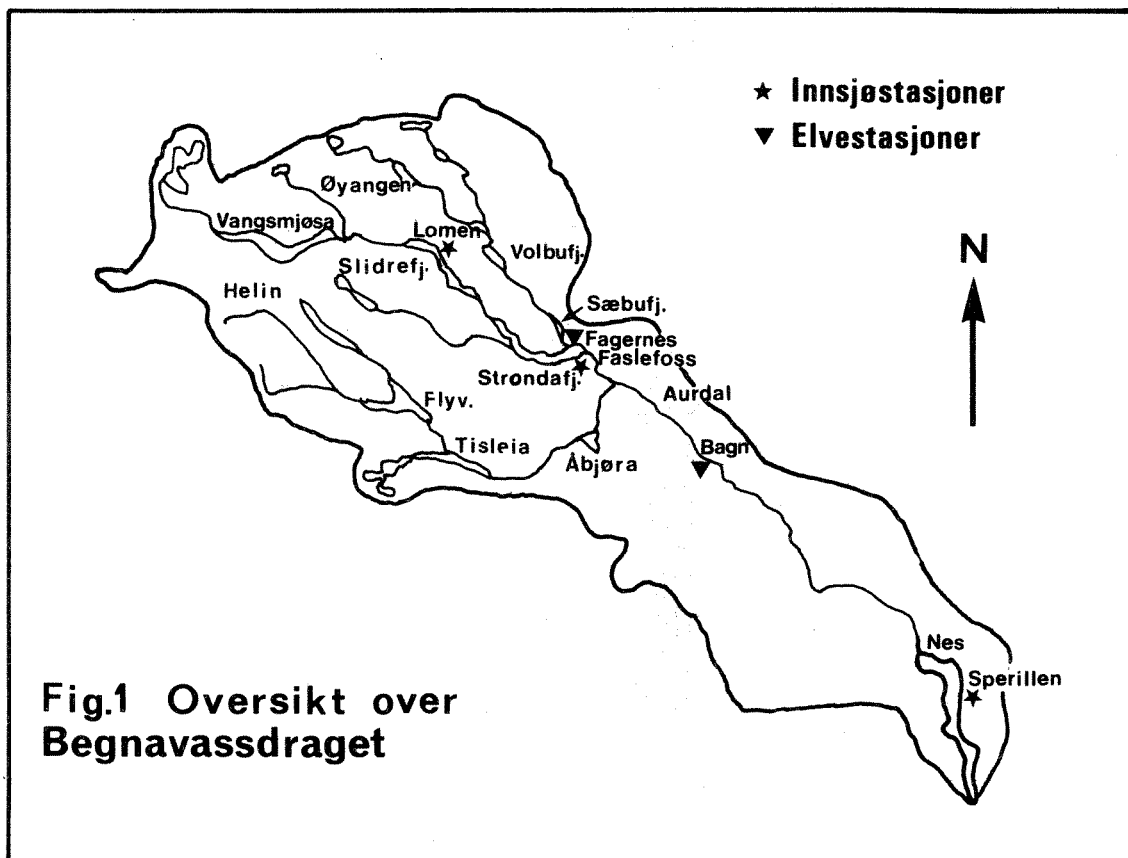 ★ Innsjøstasjoner
▼ Elvestasjoner
N
Øyangen
Vangsmjøsa
Lomen
Volbufj.
Slidrefj.
Helin
Sæbufj.
Fagernes
Faslefoss
Strøndafj.
Aurdal
Flyv.
Bagn
Tisleia
Åbjøra
Nes
Sperillen
Fig.1 Oversikt over
Begnavassdraget